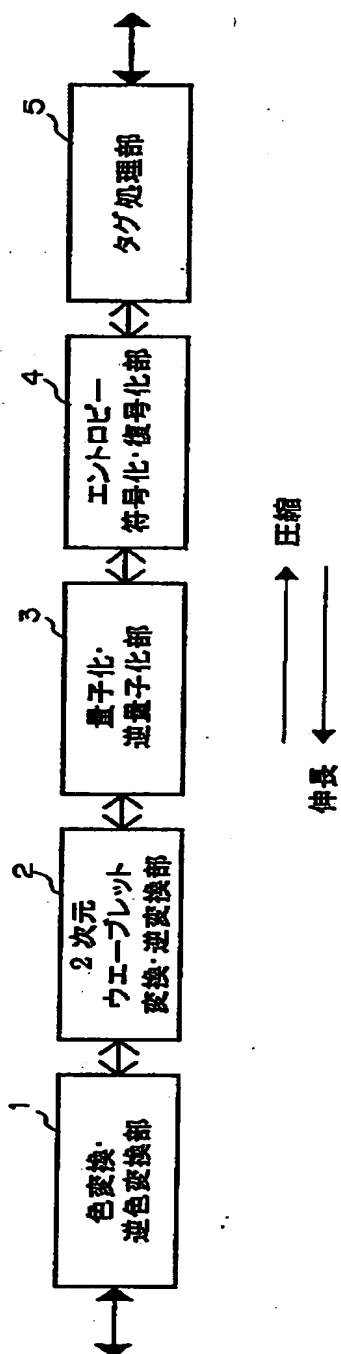 1
色変換・
逆色変換部
2
2次元
ウエーブレット
変換・逆変換部
3
量子化・
逆量子化部
4
エントロピー
符号化・復号化部
5
タグ処理部
圧縮
伸長